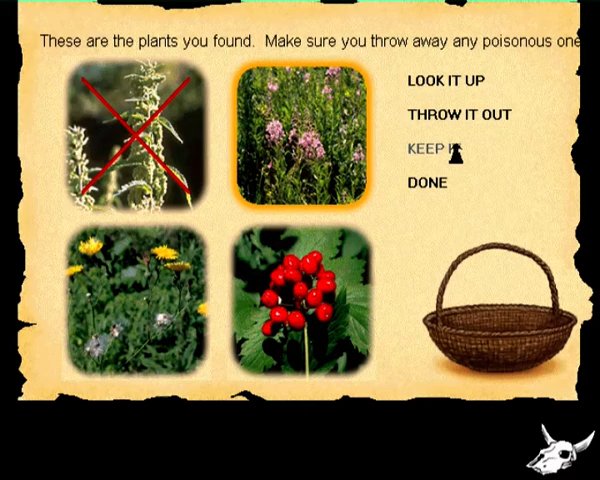 These are the plants you found.  Make sure you throw away any poisonous one
LOOK IT UP
THROW IT OUT
KEEP
DONE